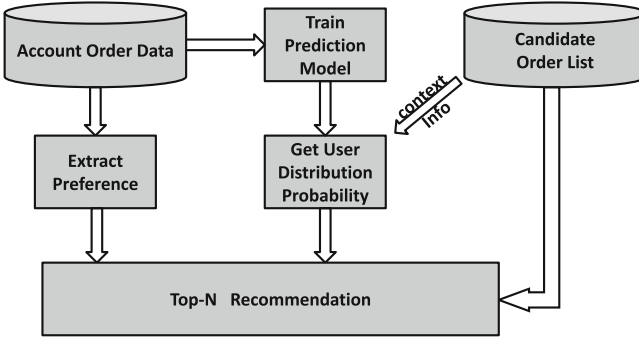 Account Order Data
Train
Prediction
Model
Candidate
Order List
context
Info
Extract
Preference
Get User
Distribution
Probability
Top-N Recommendation